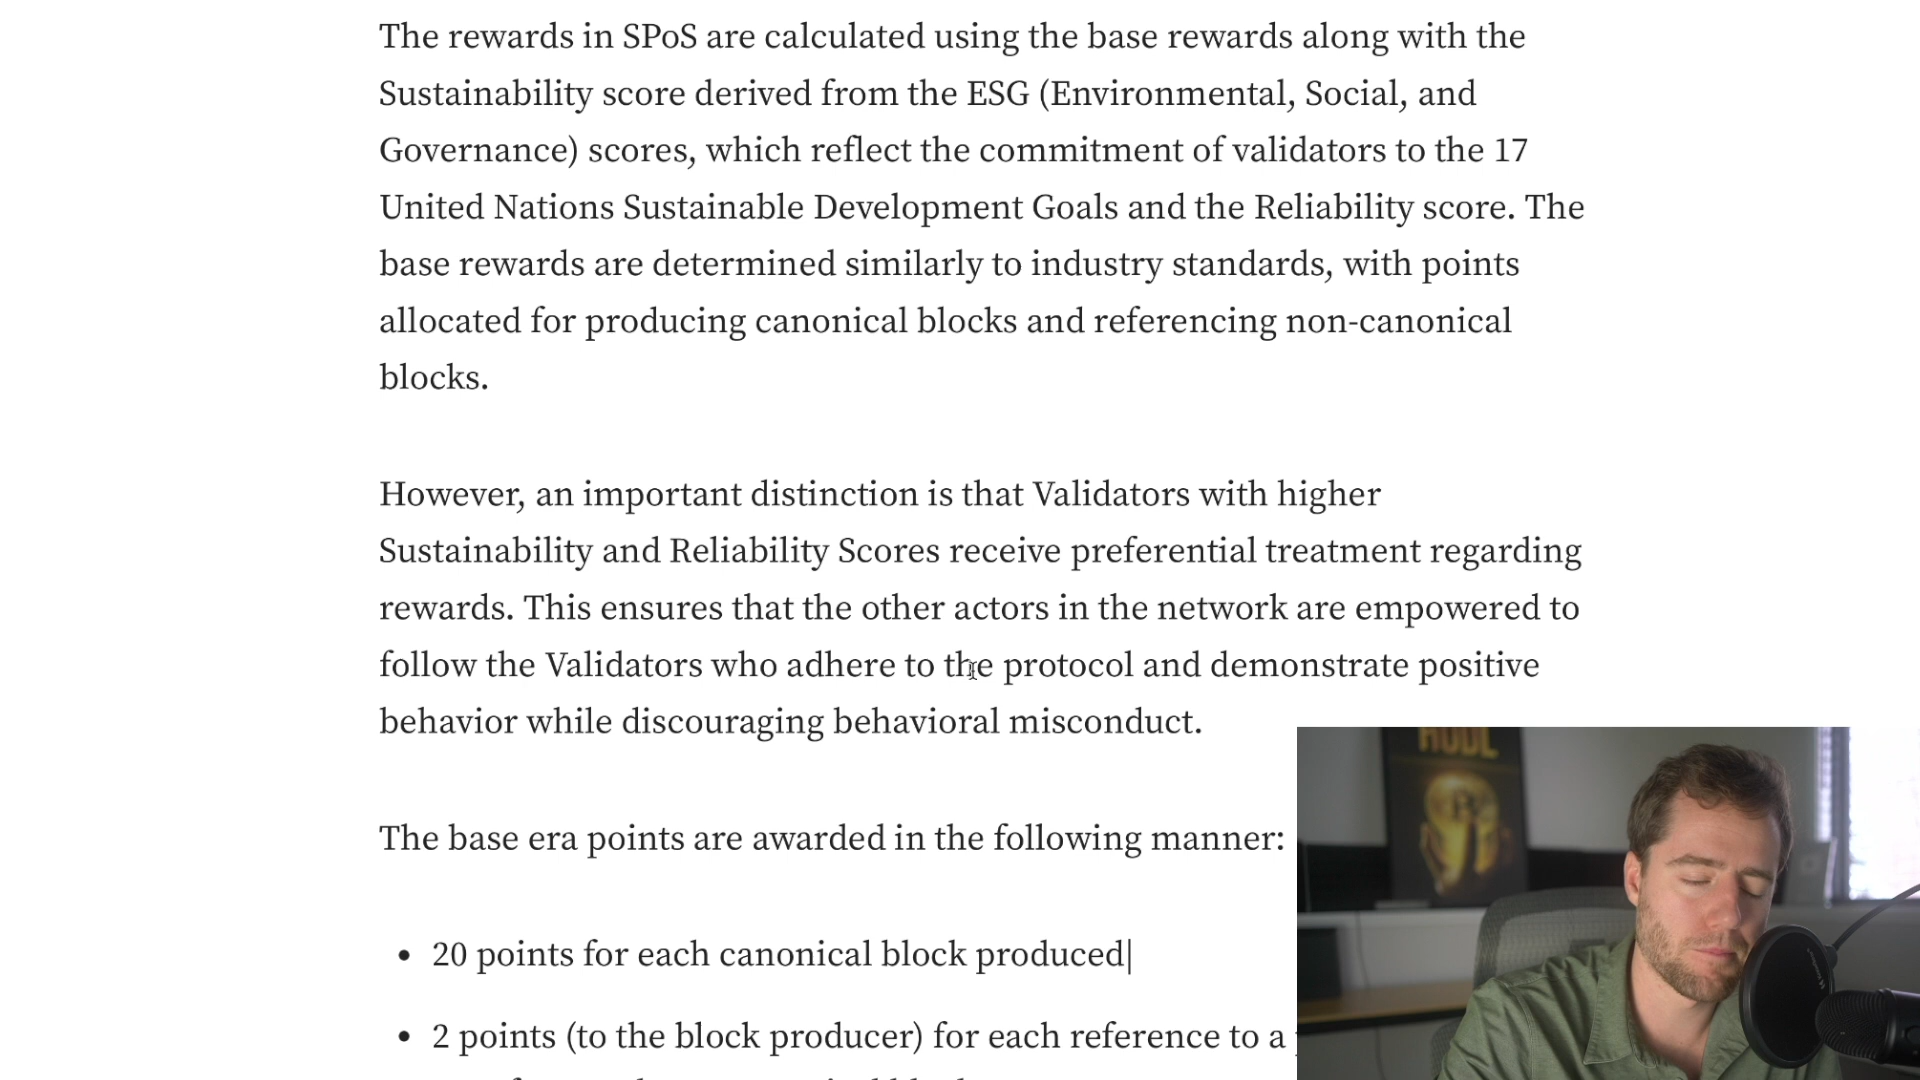 The rewards in SPoS are calculated using the base rewards along with the
Sustainability score derived from the ESG (Environmental, Social, and
Governance) scores, which reflect the commitment of validators to the 17
United Nations Sustainable Development Goals and the Reliability score. The
base rewards are determined similarly to industry standards, with points
allocated for producing canonical blocks and referencing non-canonical
blocks.
However, an important distinction is that Validators with higher
Sustainability and Reliability Scores receive preferential treatment regarding
rewards. This ensures that the other actors in the network are empowered to
follow the Validators who adhere to the protocol and demonstrate positive
behavior while discouraging behavioral misconduct.
The base era points are awarded in the following manner:
• 20 points for each canonical block produced
• 2 points (to the block producer) for each reference to a
HODL